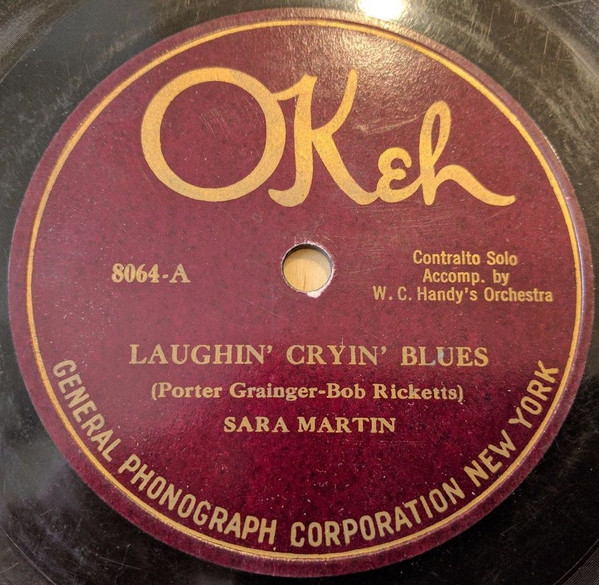 OKeh
8064-A
Contralto Solo
Accomp. by
W. C. Handy's Orchestra
LAUGHIN' CRYIN' BLUES
(Porter Grainger-Bob Ricketts)
SARA MARTIN
GENERAL PHONOGRAPH CORPORATION NEW YORK